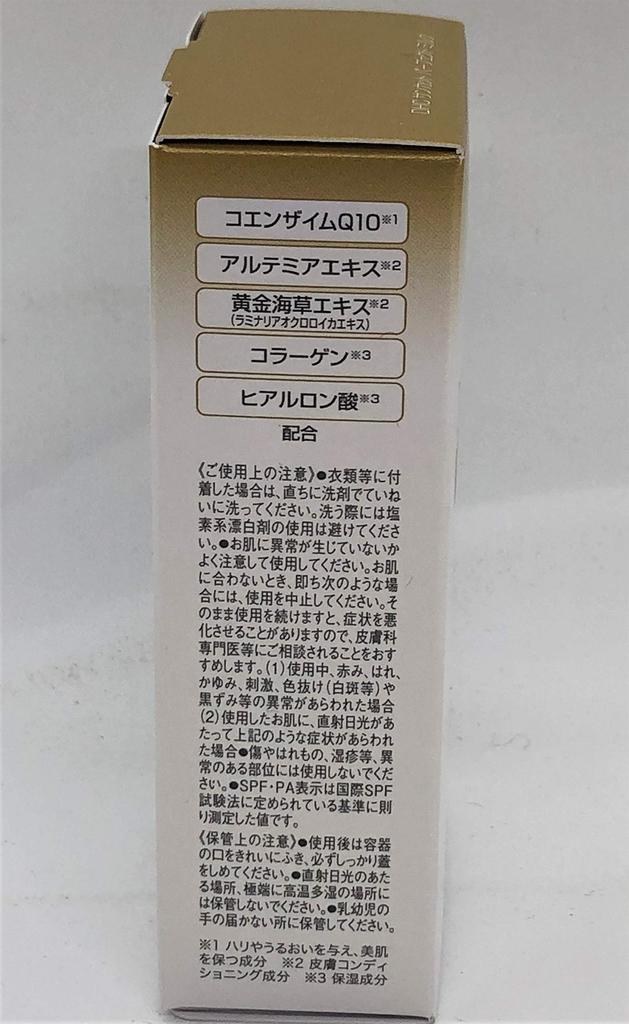 コエンザイムQ10※1
アルテミアエキス※2
黄金海草エキス※2
(ラミナリアオクロロイカエキス)
コラーゲン※3
ヒアルロン酸※3
配合
《ご使用上の注意》●衣類等に付
着した場合は、直ちに洗剤でていね
いに洗ってください。洗う際には塩
素系漂白剤の使用は避けてくださ
い。●お肌に異常が生じていないか
よく注意して使用してください。お肌
に合わないとき、即ち次のような場
合には、使用を中止してください。そ
のまま使用を続けますと、症状を悪
化させることがありますので、皮膚科
専門医等にご相談されることをおす
すめします。(1)使用中、赤み、はれ、
かゆみ、刺激、色抜け(白斑等)や
黒ずみ等の異常があらわれた場合
(2)使用したお肌に、直射日光があ
たって上記のような症状があらわれ
た場合●傷やはれもの、湿疹等、異
常のある部位には使用しないでくださ
い。●SPF・PA表示は国際SPF
試験法に定められている基準に則
り測定した値です。
《保管上の注意》●使用後は容器
の口をきれいにふき、必ずしっかり蓋
をしめてください。●直射日光のあた
る場所、極端に高温多湿の場所に
は保管しないでください。●乳幼児の
手の届かない所に保管してください。
※1 ハリやうるおいを与え、美肌
を保つ成分 ※2 皮膚コンディ
ショニング成分 ※3 保湿成分